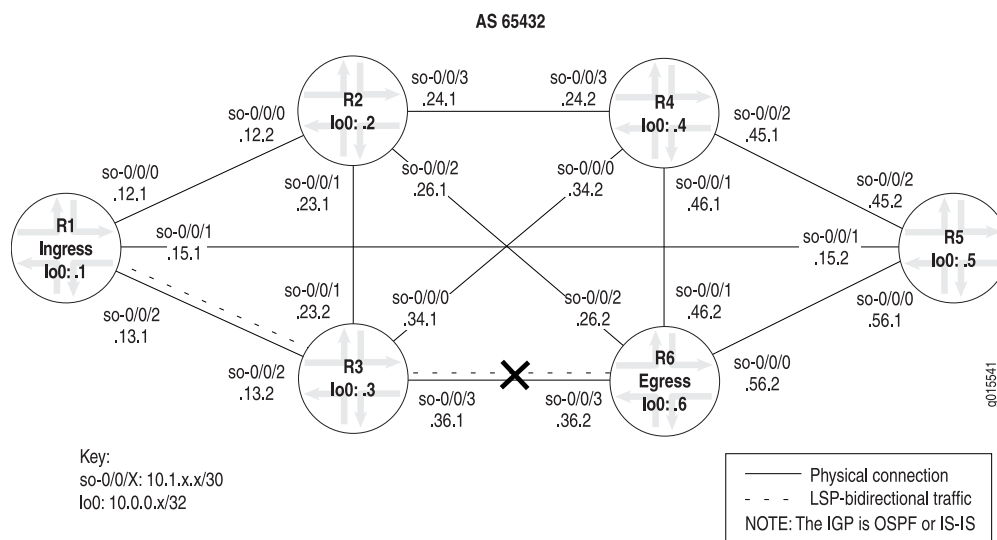 AS 65432
so-0/0/3
.24.1
so-0/0/3
.24.2
R2
lo0: .2
R4
lo0: .4
so-0/0/0
.12.2
so-0/0/2
.45.1
so-0/0/0
.12.1
so-0/0/2
.26.1
so-0/0/0
.34.2
so-0/0/1
.23.1
so-0/0/1
.46.1
so-0/0/2
.45.2
R1
Ingress
lo0: .1
so-0/0/1
.15.1
so-0/0/1
.15.2
R5
lo0: .5
so-0/0/2
.13.1
so-0/0/1
.23.2
so-0/0/0
.34.1
so-0/0/2
.26.2
so-0/0/1
.46.2
so-0/0/0
.56.1
so-0/0/2
.13.2
R3
lo0: .3
R6
Egress
lo0: .6
so-0/0/0
.56.2
so-0/0/3
.36.1
so-0/0/3
.36.2
g015541
Key:
so-0/0/X: 10.1.x.x/30
lo0: 10.0.0.x/32
Physical connection
LSP-bidirectional traffic
NOTE: The IGP is OSPF or IS-IS